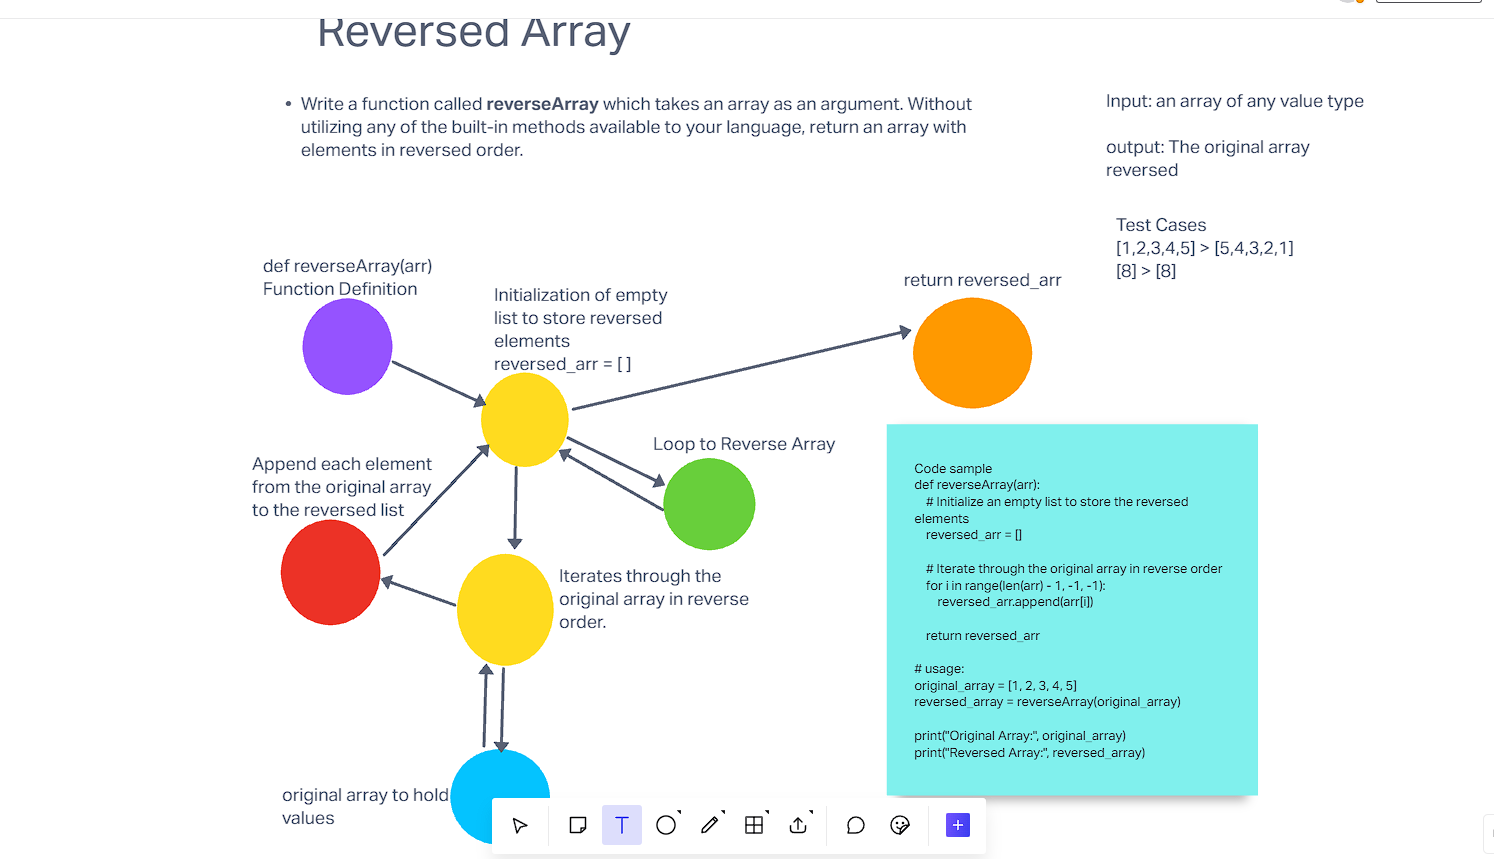 Reversed Array
• Write a function called reverseArray which takes an array as an argument. Without
utilizing any of the built-in methods available to your language, return an array with
elements in reversed order.
Input: an array of any value type
output: The original array
reversed
Test Cases
[1,2,3,4,5] > [5,4,3,2,1]
[8] > [8]
def reverseArray(arr)
Function Definition
Initialization of empty
list to store reversed
elements
reversed_arr = [ ]
return reversed_arr
Loop to Reverse Array
Append each element
from the original array
to the reversed list
Iterates through the
original array in reverse
order.
original array to hold
values
Code sample
def reverseArray(arr):
# Initialize an empty list to store the reversed
elements
reversed_arr = []
# Iterate through the original array in reverse order
for i in range(len(arr) - 1, -1, -1):
reversed_arr.append(arr[i])
return reversed_arr
# usage:
original_array = [1, 2, 3, 4, 5]
reversed_array = reverseArray(original_array)
print("Original Array:", original_array)
print("Reversed Array:", reversed_array)
T